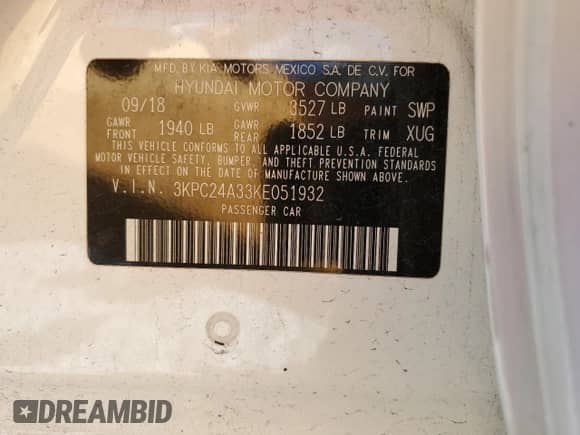 MFD. BY KIA MOTORS MEXICO S.A. DE C.V. FOR
HYUNDAI MOTOR COMPANY
09/18 GVWR 3527 LB PAINT SWP
GAWR FRONT 1940 LB GAWR REAR 1852 LB TRIM XUG
THIS VEHICLE CONFORMS TO ALL APPLICABLE U.S.A. FEDERAL
MOTOR VEHICLE SAFETY, BUMPER, AND THEFT PREVENTION STANDARDS
IN EFFECT ON THE DATE OF MANUFACTURE SHOWN ABOVE.
V.I.N. 3KPC24A33KE051932
PASSENGER CAR
DREAMBID